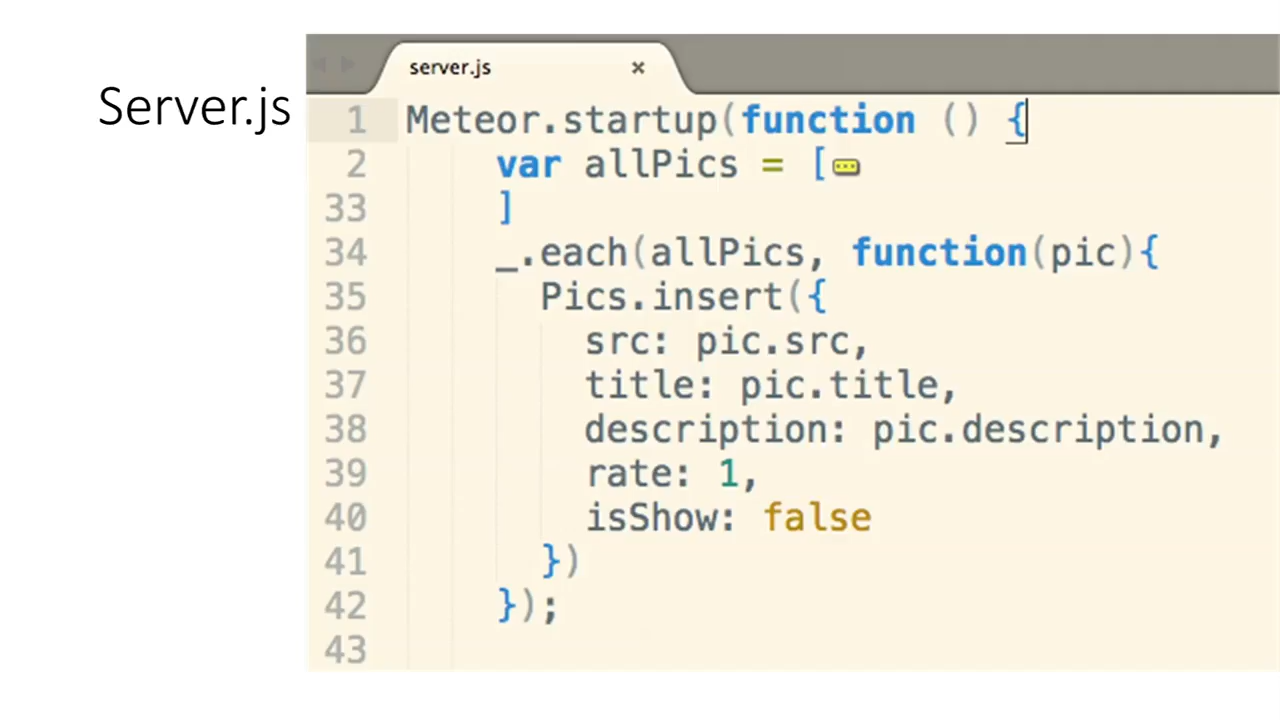 Server.js
server.js ×
1 Meteor.startup(function () {
2 var allPics = [
33 ]
34 _.each(allPics, function(pic){
35 Pics.insert({
36 src: pic.src,
37 title: pic.title,
38 description: pic.description,
39 rate: 1,
40 isShow: false
41 })
42 });
43